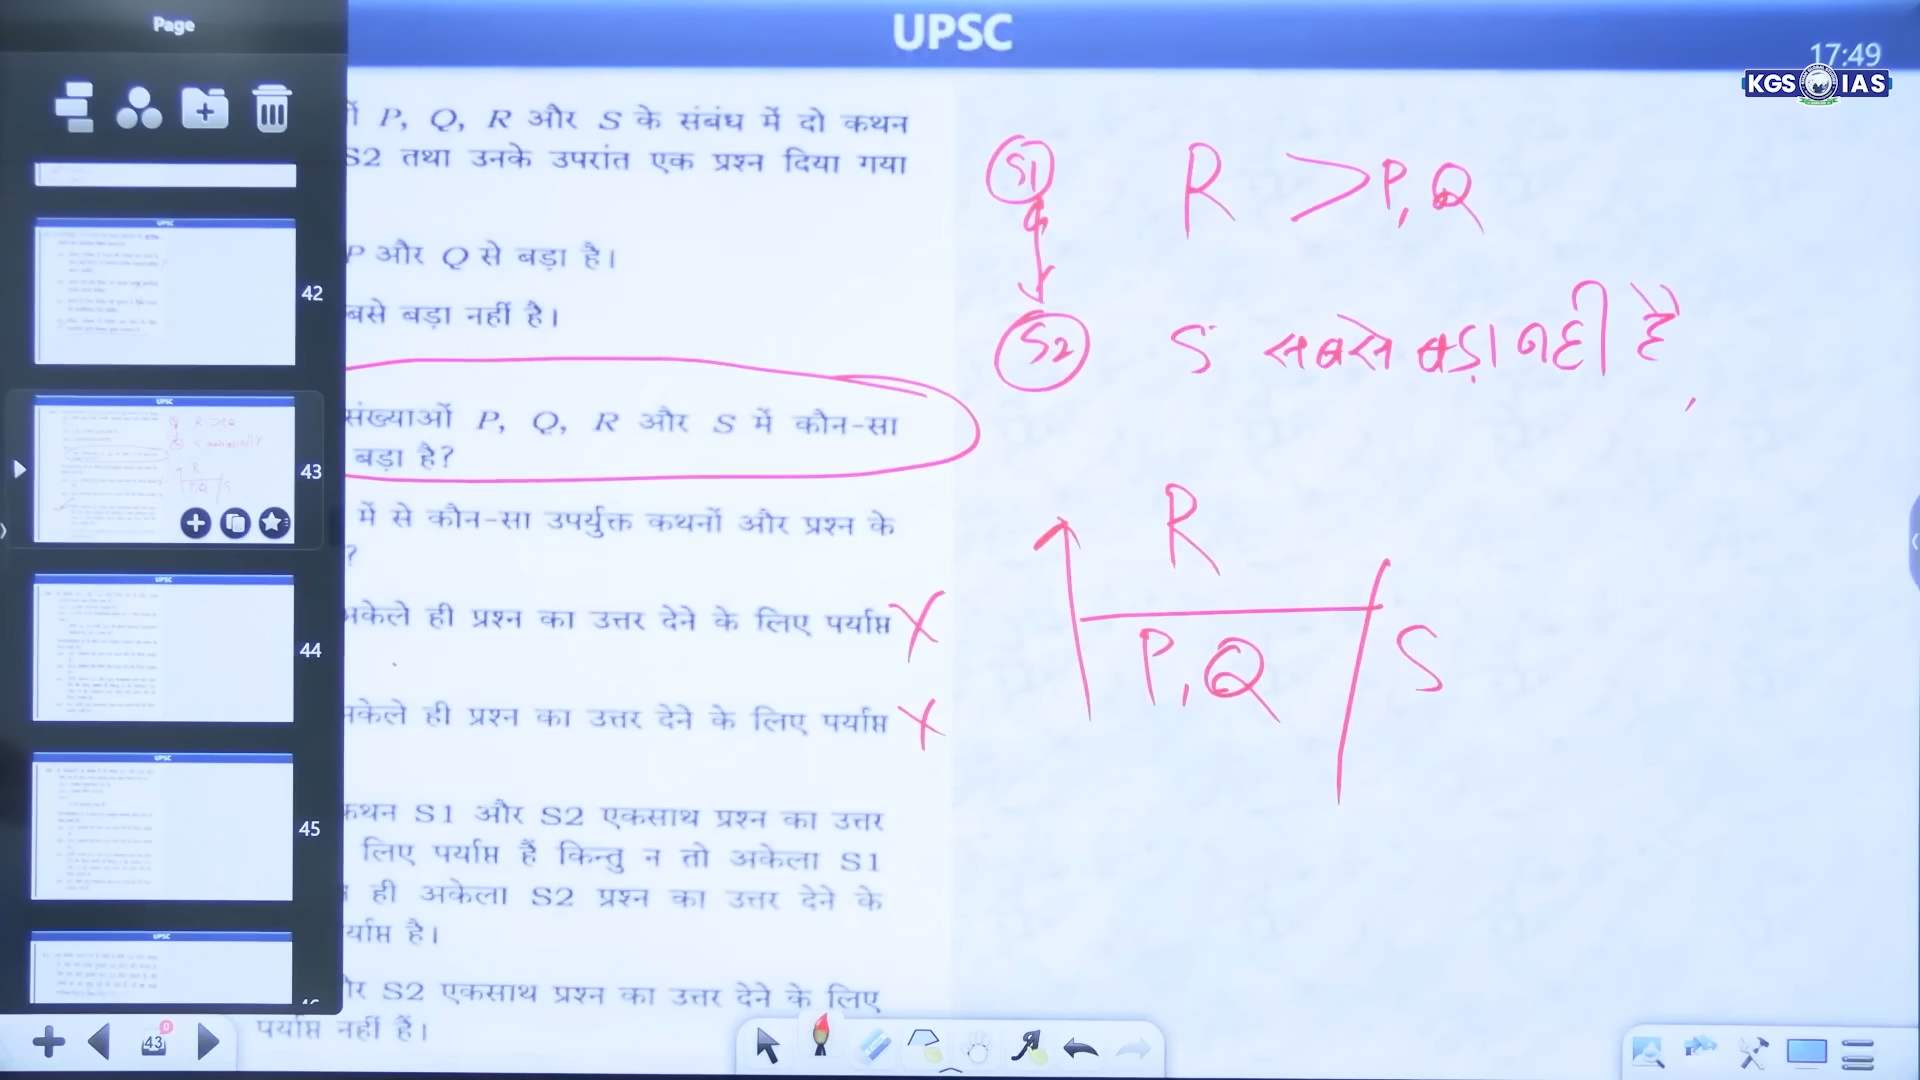 Page
UPSC
17:49
KGS IAS
P, Q, R और S के संबंध में दो कथन
S2 तथा उनके उपरांत एक प्रश्न दिया गया
P और Q से बड़ा है।
बड़ा नहीं है।
संख्याओं P, Q, R और S में कौन-सा
बड़ा है?
में से कौन-सा उपर्युक्त कथनों और प्रश्न के
?
अकेले ही प्रश्न का उत्तर देने के लिए पर्याप्त
अकेले ही प्रश्न का उत्तर देने के लिए पर्याप्त
कथन S1 और S2 एकसाथ प्रश्न का उत्तर
लिए पर्याप्त हैं किन्तु न तो अकेला S1
ही अकेला S2 प्रश्न का उत्तर देने के
है।
S2 एकसाथ प्रश्न का उत्तर देने के लिए
पर्याप्त नहीं हैं।
S1 R > P, Q
S2 S सबसे बड़ा नही है
R
P, Q S
42
43
44
45
43
0